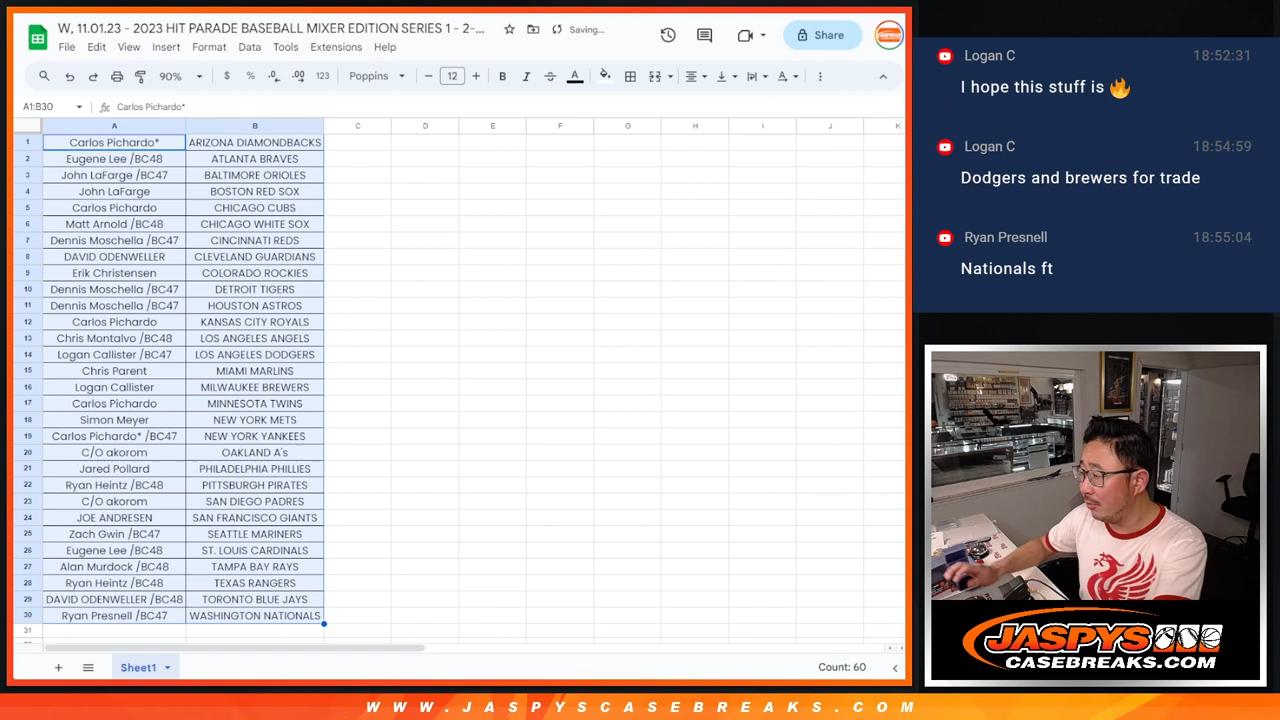 W, 11.01.23 - 2023 HIT PARADE BASEBALL MIXER EDITION SERIES 1 - 2-...
Saving...
Share
File Edit View Insert Format Data Tools Extensions Help
90% $ % .0 .00 123 Poppins - 12 + B I A
A1:B30 fx Carlos Pichardo*
A B C D E F G H I J K
1 Carlos Pichardo* ARIZONA DIAMONDBACKS
2 Eugene Lee /BC48 ATLANTA BRAVES
3 John LaFarge /BC47 BALTIMORE ORIOLES
4 John LaFarge BOSTON RED SOX
5 Carlos Pichardo CHICAGO CUBS
6 Matt Arnold /BC48 CHICAGO WHITE SOX
7 Dennis Moschella /BC47 CINCINNATI REDS
8 DAVID ODENWELLER CLEVELAND GUARDIANS
9 Erik Christensen COLORADO ROCKIES
10 Dennis Moschella /BC47 DETROIT TIGERS
11 Dennis Moschella /BC47 HOUSTON ASTROS
12 Carlos Pichardo KANSAS CITY ROYALS
13 Chris Montalvo /BC48 LOS ANGELES ANGELS
14 Logan Callister /BC47 LOS ANGELES DODGERS
15 Chris Parent MIAMI MARLINS
16 Logan Callister MILWAUKEE BREWERS
17 Carlos Pichardo MINNESOTA TWINS
18 Simon Meyer NEW YORK METS
19 Carlos Pichardo* /BC47 NEW YORK YANKEES
20 C/O akorom OAKLAND A's
21 Jared Pollard PHILADELPHIA PHILLIES
22 Ryan Heintz /BC48 PITTSBURGH PIRATES
23 C/O akorom SAN DIEGO PADRES
24 JOE ANDRESEN SAN FRANCISCO GIANTS
25 Zach Gwin /BC47 SEATTLE MARINERS
26 Eugene Lee /BC48 ST. LOUIS CARDINALS
27 Alan Murdock /BC48 TAMPA BAY RAYS
28 Ryan Heintz /BC48 TEXAS RANGERS
29 DAVID ODENWELLER /BC48 TORONTO BLUE JAYS
30 Ryan Presnell /BC47 WASHINGTON NATIONALS
31
Sheet1
Count: 60
Logan C 18:52:31
I hope this stuff is 🔥
Logan C 18:54:59
Dodgers and brewers for trade
Ryan Presnell 18:55:04
Nationals ft
JASPYS
CASEBREAKS.COM
WWW.JASPYSCASEBREAKS.COM